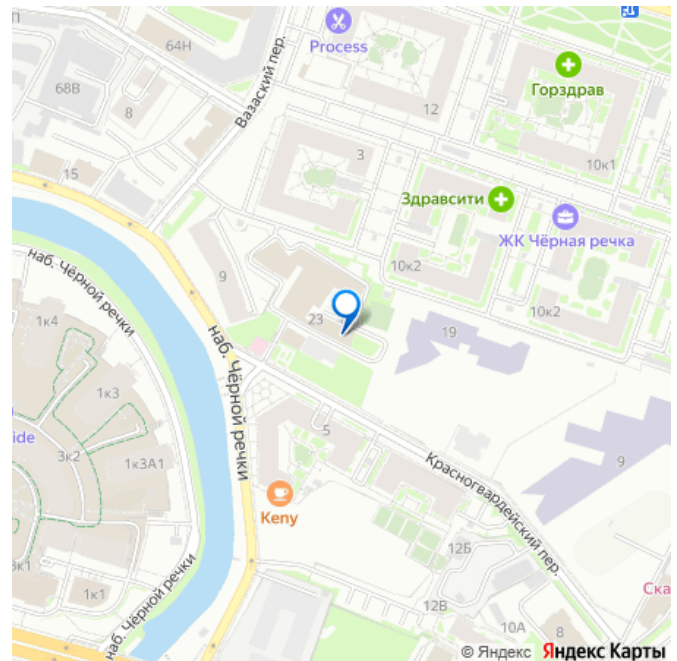 64Н
Process
Вазаский пер.
Горздрав
68В
8
12
3
10к1
15
Здравсити
ЖК Чёрная речка
наб. Чёрной речки
9
10к2
10к2
23
19
1к4
наб. Чёрной речки
1к3
ide
3к2
5
1к3А1
Красногвардейский пер.
9
Keny
12Б
3к1
Ска
1к1
12В
наб. Чёрной речки
10А
8
© Яндекс Яндекс Карты